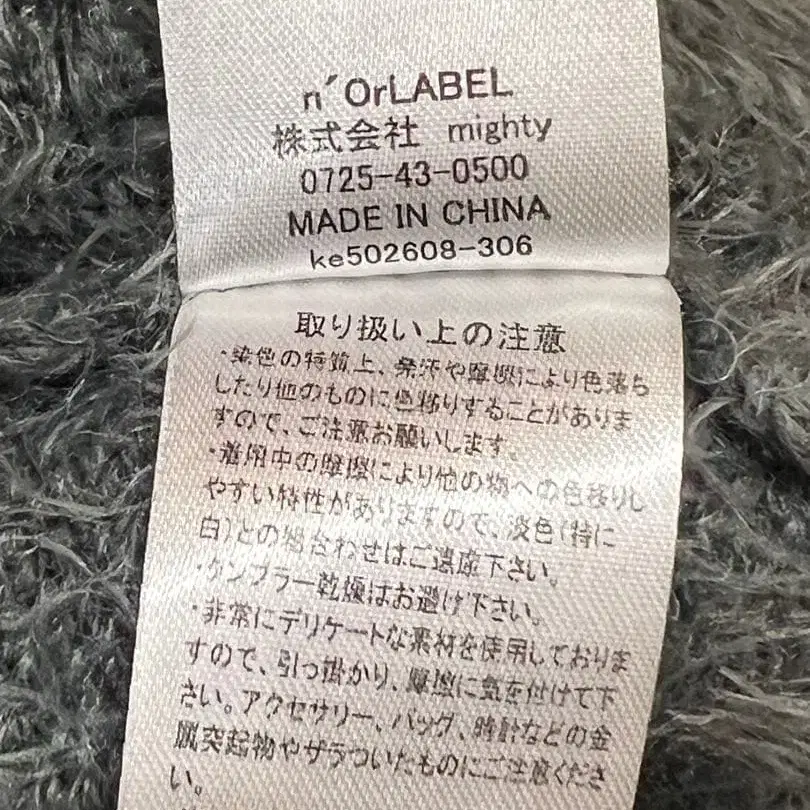 n´OrLABEL
株式会社 mighty
0725-43-0500
MADE IN CHINA
ke502608-306
取り扱い上の注意
・染色の特質上、発汗や摩擦により色落ち
したり他のものに色移りすることがありま
すので、ご注意お願いします。
・着用中の摩擦により他の物への色移りし
やすい特性がありますので、淡色(特に
白)との組合わせはご遠慮下さい。
・タンブラー乾燥はお避け下さい。
・非常にデリケートな素材を使用しておりま
すので、引っ掛かり、摩擦に気を付けて下
さい。アクセサリー、バッグ、時計などの金
属突起物やザラついたものにご注意くださ
い。